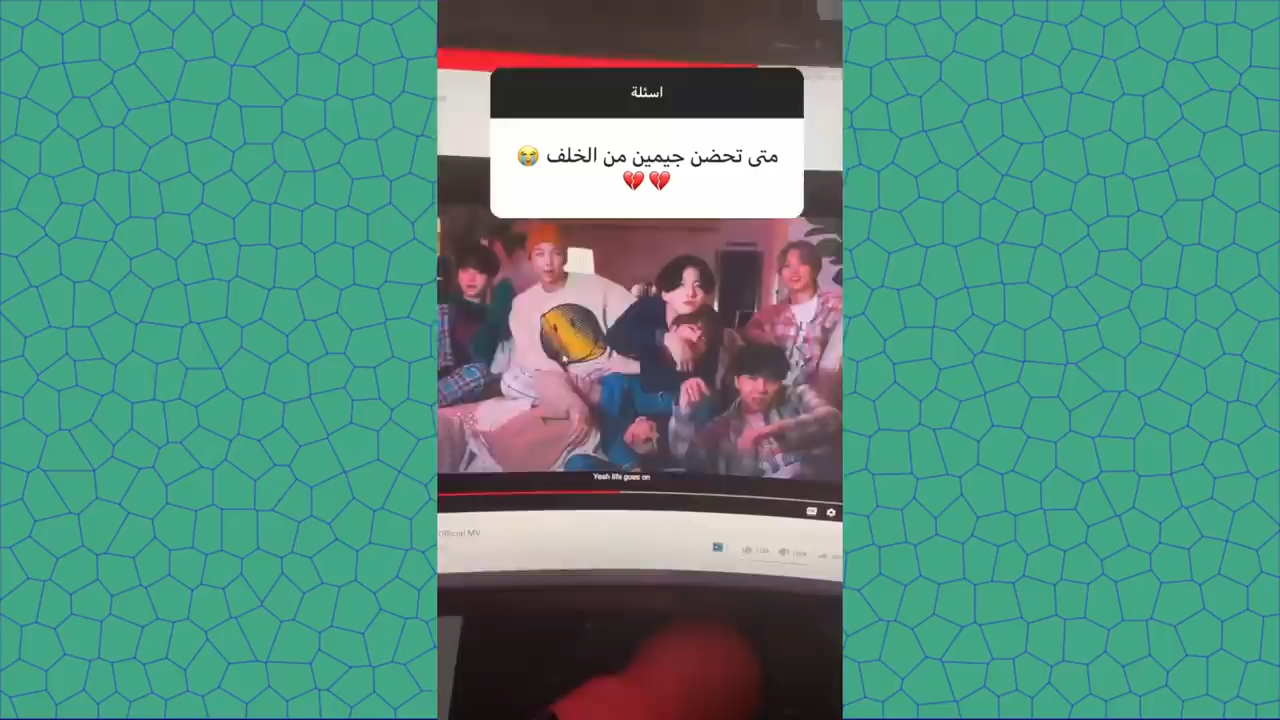 اسئلة
متى تحضن جيمين من الخلف 😭
💔💔
Yeah life goes on
Official MV